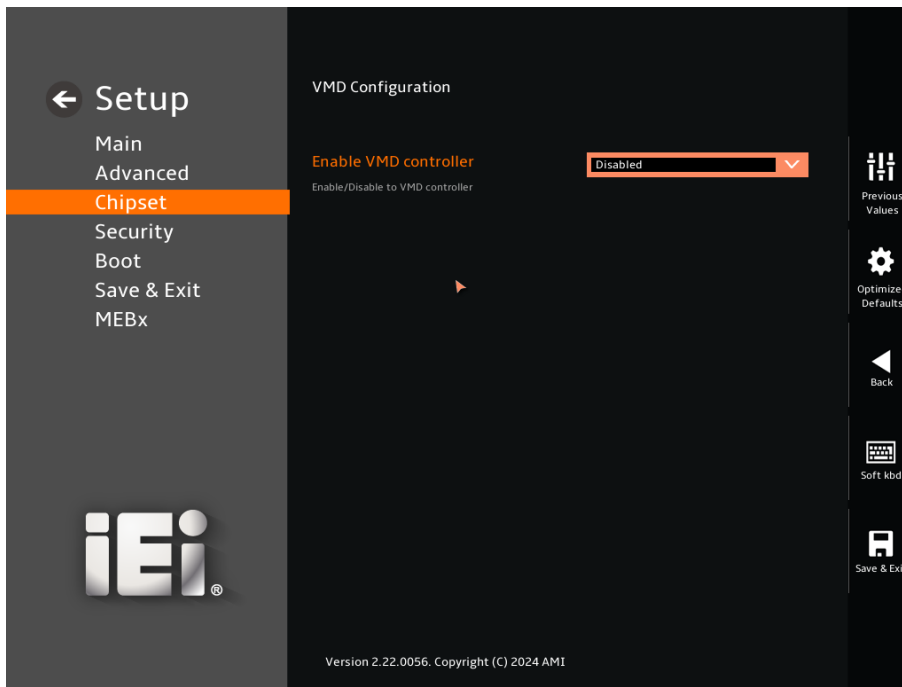 Setup
Main
Advanced
Chipset
Security
Boot
Save & Exit
MEBx
iEi®
VMD Configuration
Enable VMD controller
Disabled
Enable/Disable to VMD controller
Previous
Values
Optimize
Defaults
Back
Soft kbd
Save & Exi
Version 2.22.0056. Copyright (C) 2024 AMI